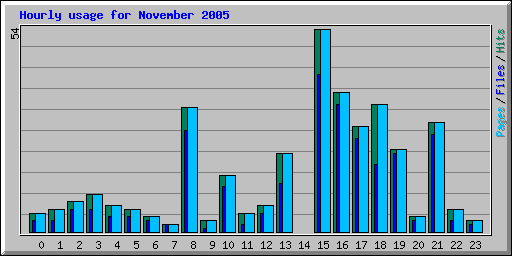 Hourly usage for November 2005
54
Pages/Files/Hits
0 1 2 3 4 5 6 7 8 9 10 11 12 13 14 15 16 17 18 19 20 21 22 23